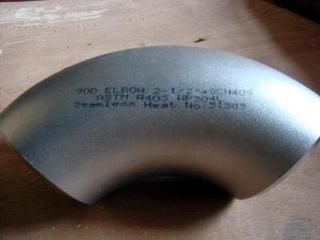 90D ELBOW 2-1/2"*SCH40S
ASTM A403 WP304L
Seamless Heat No:51389